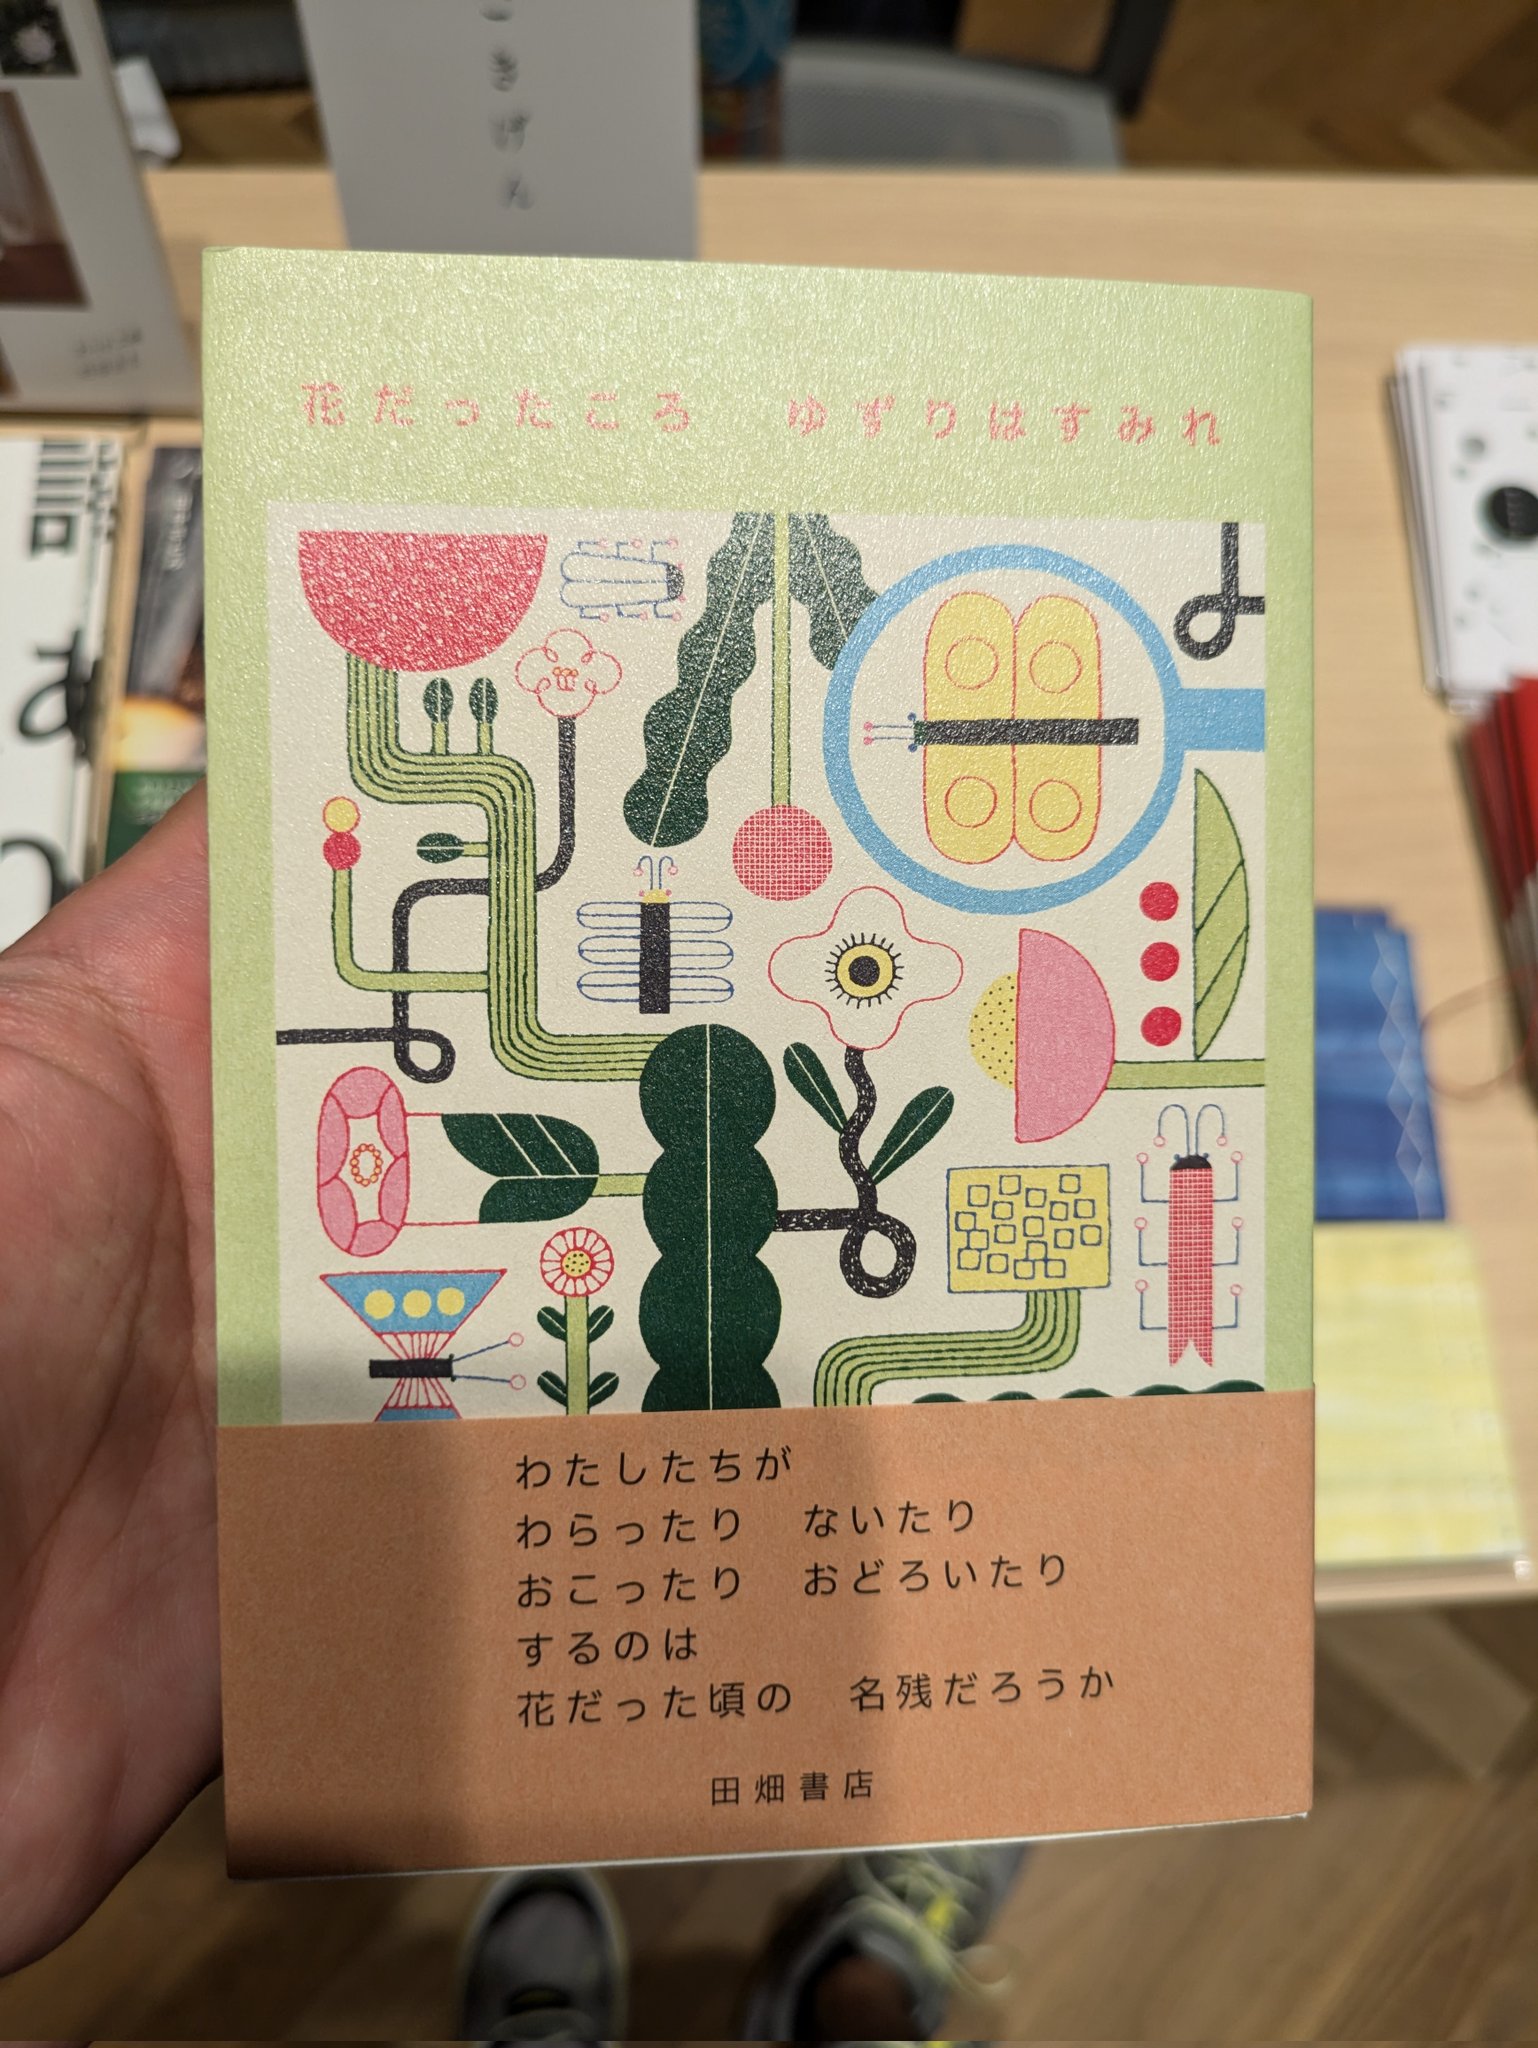 きげん
花だったころ　ゆずりはすみれ
わたしたちが
わらったり　ないたり
おこったり　おどろいたり
するのは
花だった頃の　名残だろうか
田畑書店